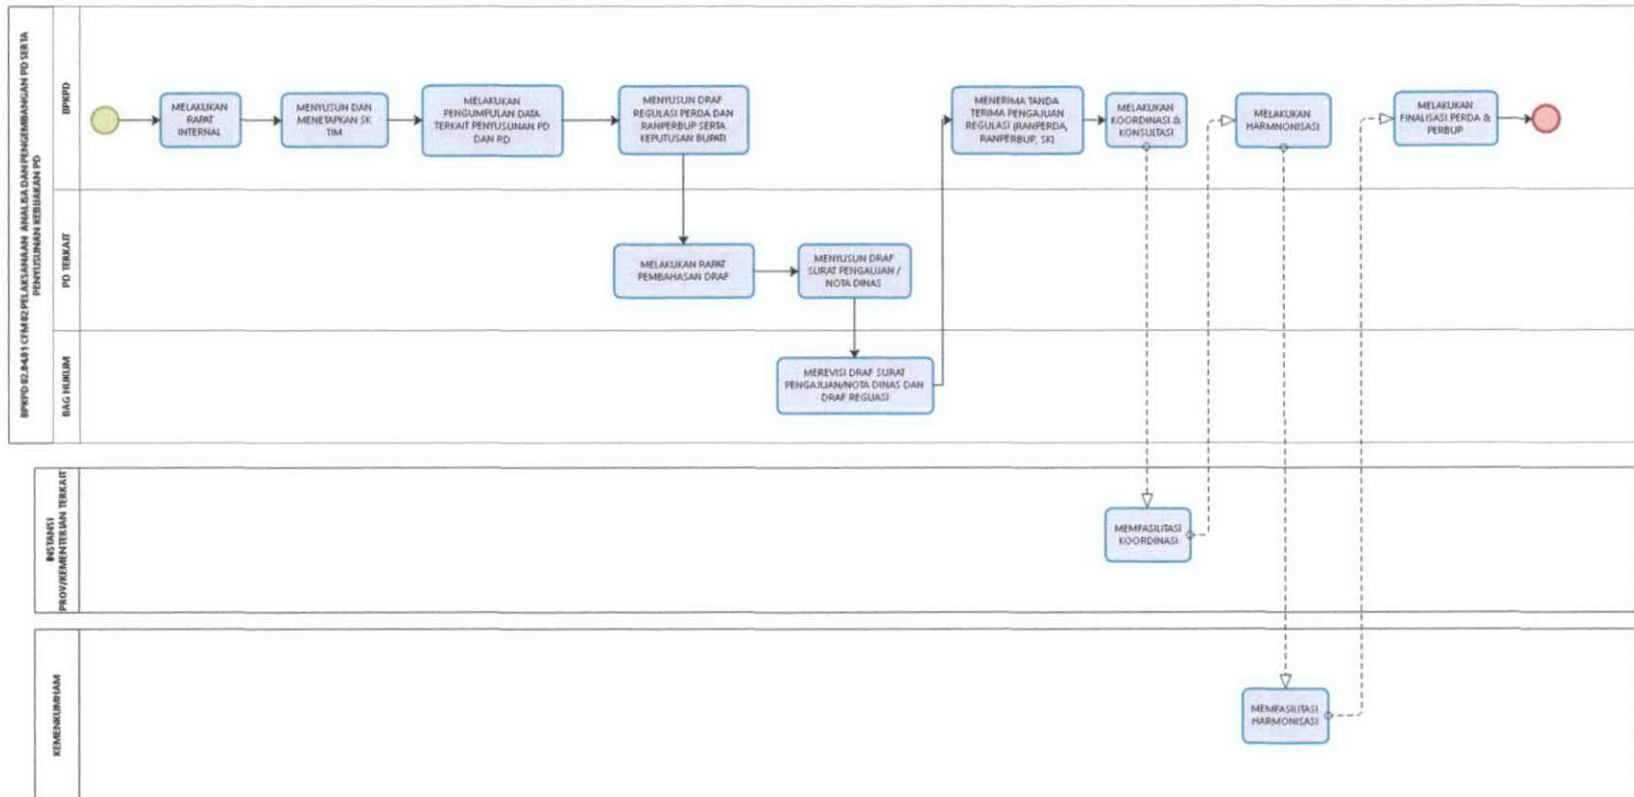 BPKPD 02.04.01 CFM 02 PELAKSANAAN ANALISA DAN PENGEMBANGAN PD SERTA
PENYUSUNAN KEBIJAKAN PD
BPKPD
MELAKUKAN
RAPAT
INTERNAL
MENYUSUN DAN
MENETAPKAN SK
TIM
MELAKUKAN
PENGUMPULAN DATA
TERKAIT PENYUSUNAN PD
DAN RD
MENYUSUN DRAF
REGULASI PERDA DAN
RANPERBUP SERTA
KEPUTUSAN BUPATI
MENERIMA TANDA
TERIMA PENGAJUAN
REGULASI (RANPERDA,
RANPERBUP, SK)
MELAKUKAN
KOORDINASI &
KONSULTASI
MELAKUKAN
HARMNONISASI
MELAKUKAN
FINALISASI PERDA &
PERBUP
PD TERKAIT
MELAKUKAN RAPAT
PEMBAHASAN DRAF
MENYUSUN DRAF
SURAT PENGAUJAN /
NOTA DINAS
BAG HUKUM
MEREVISI DRAF SURAT
PENGAJUAN/NOTA DINAS DAN
DRAF REGUASI
INSTANSI
PROV/KEMENTERIAN TERKAIT
MEMFASILITASI
KOORDINASI
KEMENKUMHAM
MEMFASILITASI
HARMONISASI